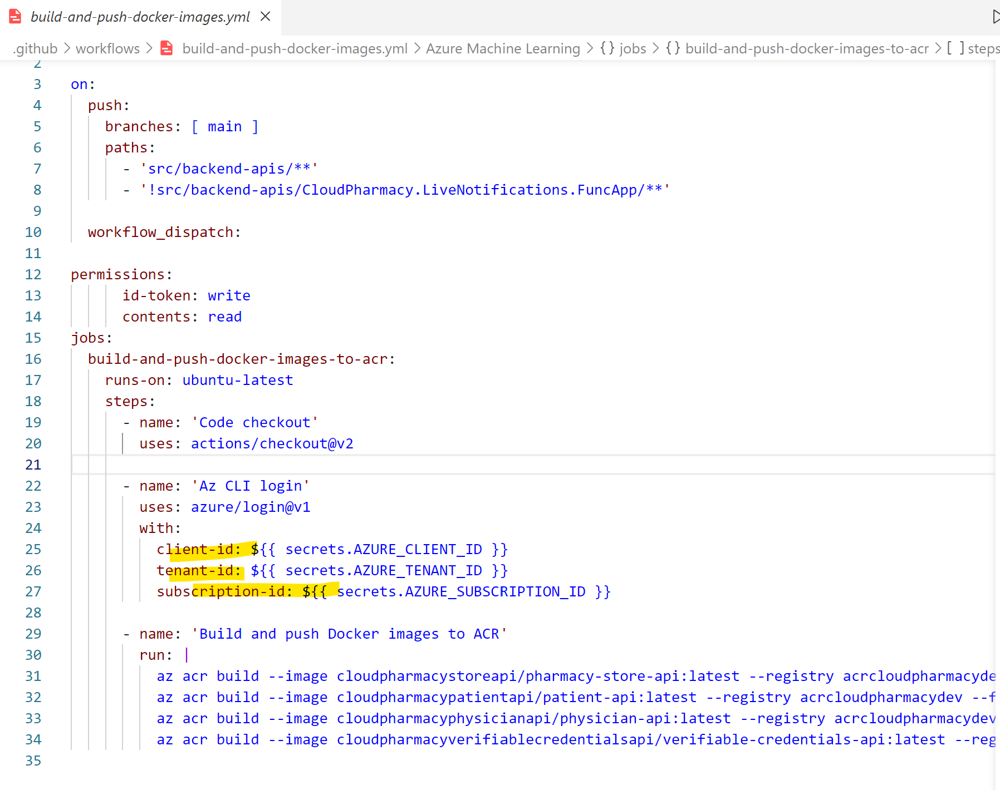 build-and-push-docker-images.yml
.github > workflows > build-and-push-docker-images.yml > Azure Machine Learning > {} jobs > {} build-and-push-docker-images-to-acr > [ ] steps
2
3 on:
4 push:
5 branches: [ main ]
6 paths:
7 - 'src/backend-apis/**'
8 - '!src/backend-apis/CloudPharmacy.LiveNotifications.FuncApp/**'
9
10 workflow_dispatch:
11
12 permissions:
13 id-token: write
14 contents: read
15 jobs:
16 build-and-push-docker-images-to-acr:
17 runs-on: ubuntu-latest
18 steps:
19 - name: 'Code checkout'
20 uses: actions/checkout@v2
21
22 - name: 'Az CLI login'
23 uses: azure/login@v1
24 with:
25 client-id: ${{ secrets.AZURE_CLIENT_ID }}
26 tenant-id: ${{ secrets.AZURE_TENANT_ID }}
27 subscription-id: ${{ secrets.AZURE_SUBSCRIPTION_ID }}
28
29 - name: 'Build and push Docker images to ACR'
30 run: |
31 az acr build --image cloudpharmacystoreapi/pharmacy-store-api:latest --registry acrcloudpharmacyde
32 az acr build --image cloudpharmacypatientapi/patient-api:latest --registry acrcloudpharmacydev --f
33 az acr build --image cloudpharmacyphysicianapi/physician-api:latest --registry acrcloudpharmacydev
34 az acr build --image cloudpharmacyverifiablecredentialsapi/verifiable-credentials-api:latest --reg
35